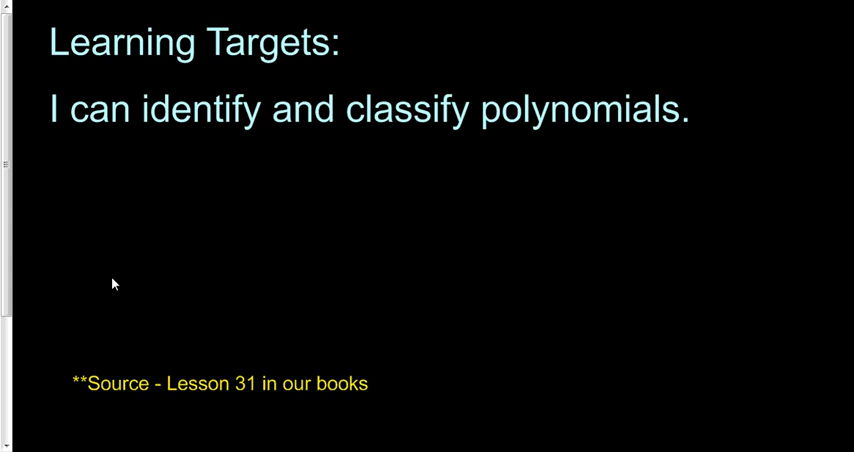 Learning Targets:
I can identify and classify polynomials.
**Source - Lesson 31 in our books